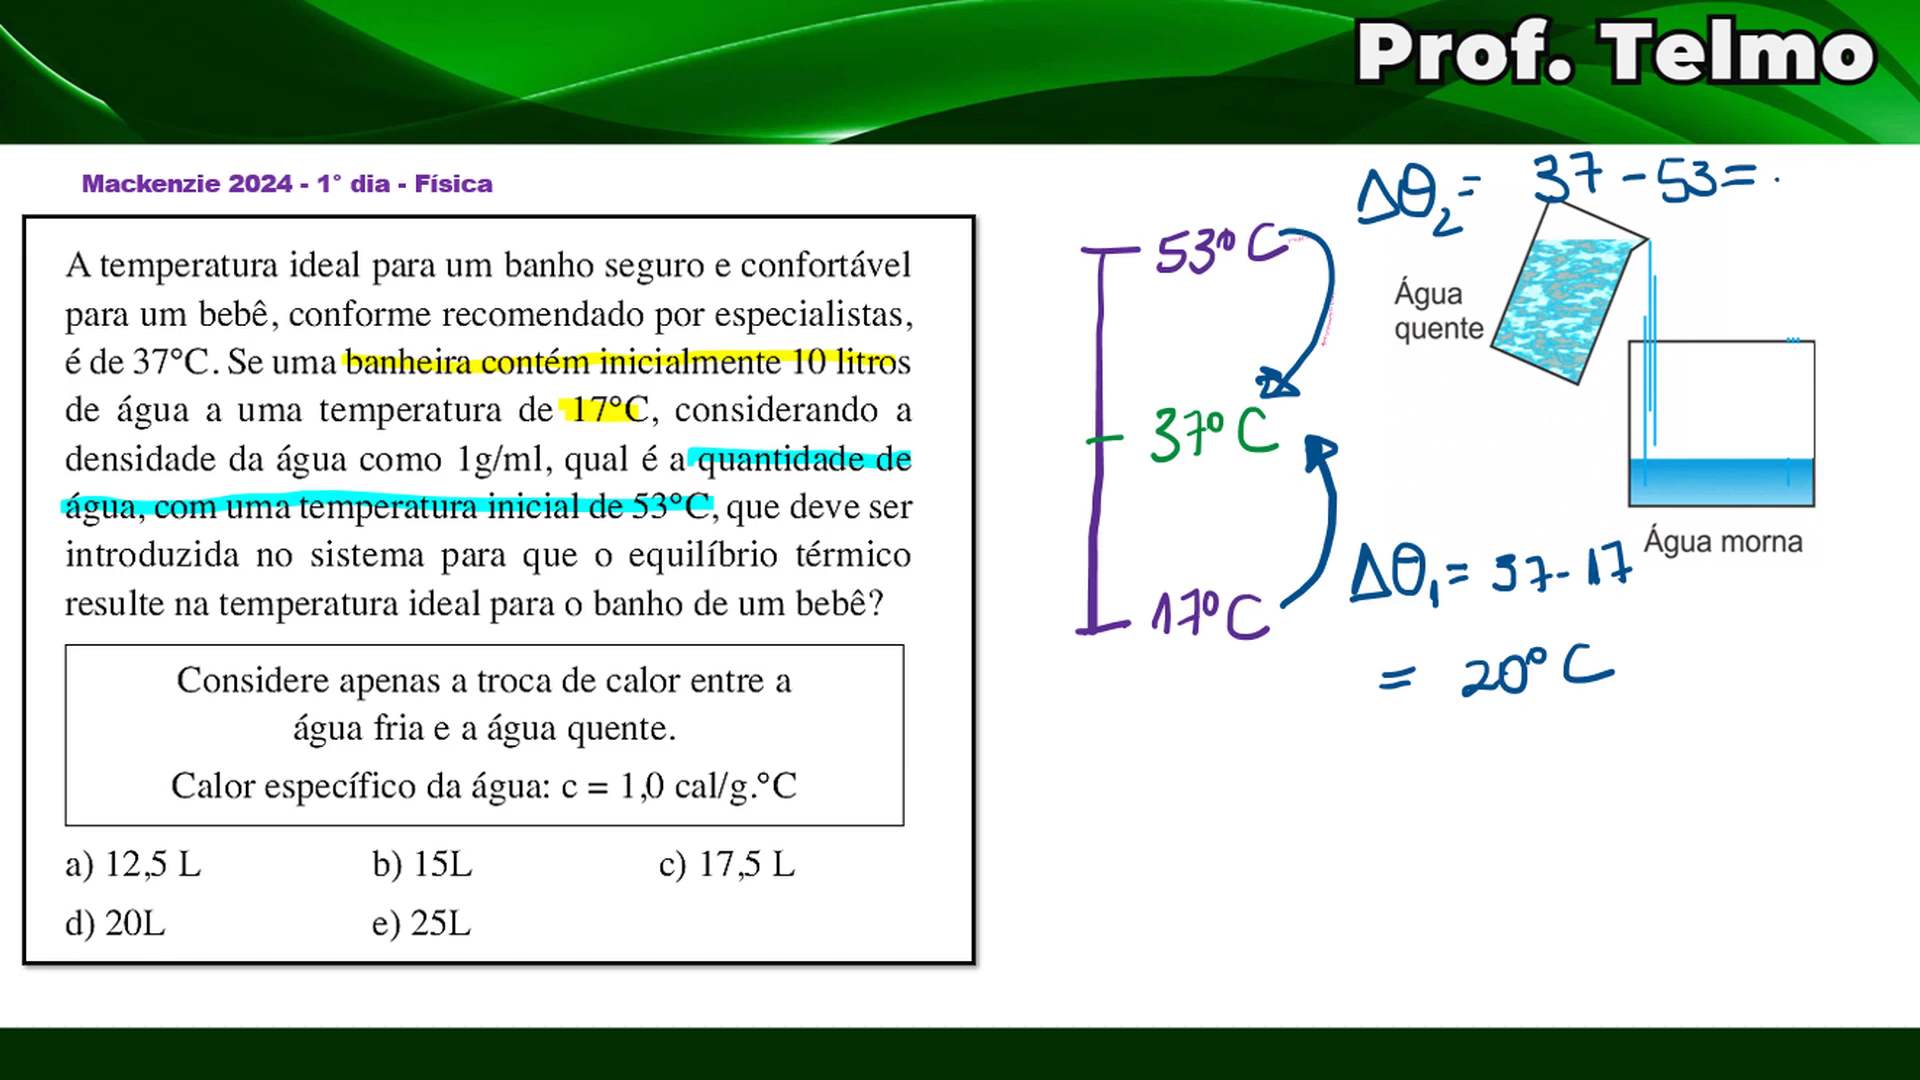 Prof. Telmo
Mackenzie 2024 - 1° dia - Física
A temperatura ideal para um banho seguro e confortável
para um bebê, conforme recomendado por especialistas,
é de 37°C. Se uma banheira contém inicialmente 10 litros
de água a uma temperatura de 17°C, considerando a
densidade da água como 1g/ml, qual é a quantidade de
água, com uma temperatura inicial de 53°C, que deve ser
introduzida no sistema para que o equilíbrio térmico
resulte na temperatura ideal para o banho de um bebê?
Considere apenas a troca de calor entre a
água fria e a água quente.
Calor específico da água: c = 1,0 cal/g.°C
a) 12,5 L b) 15L c) 17,5 L
d) 20L e) 25L
53°C
37°C
17°C
Δθ₂ = 37 - 53 =
Água
quente
Água morna
Δθ₁ = 37 - 17
= 20°C